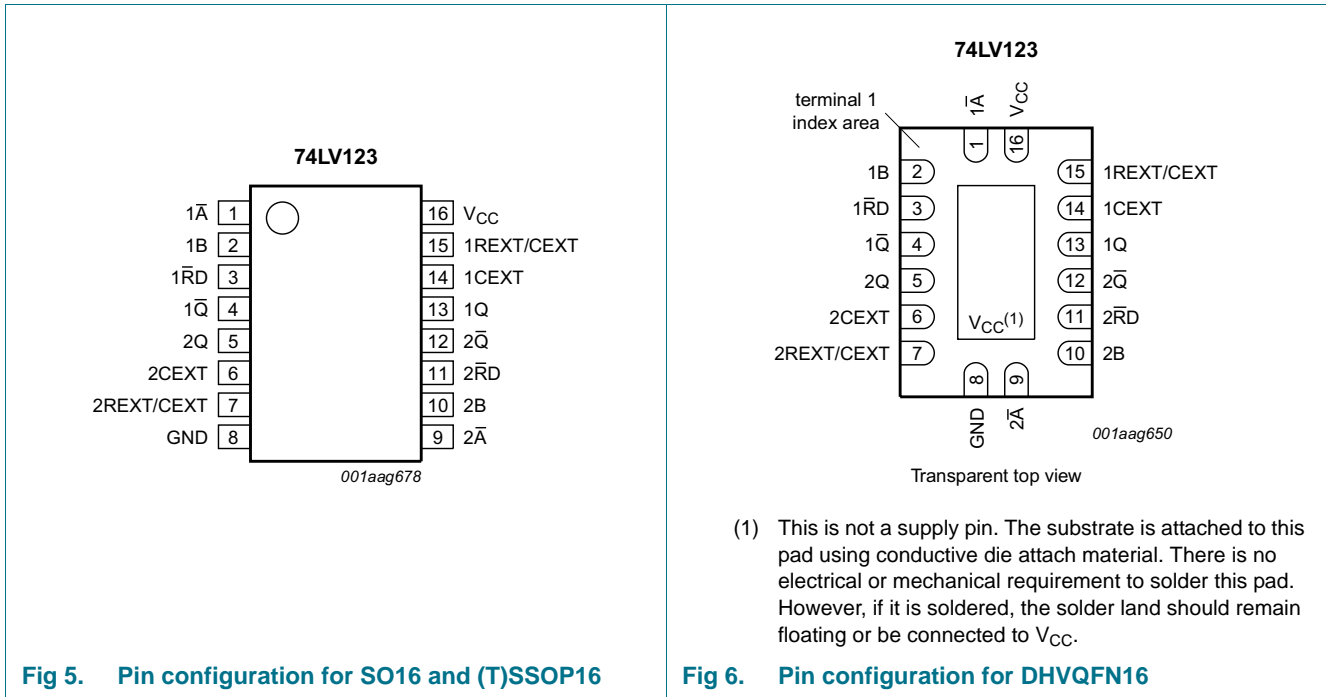 74LV123
1A̅ 1
1B 2
1R̅D 3
1Q̅ 4
2Q 5
2CEXT 6
2REXT/CEXT 7
GND 8
16 VCC
15 1REXT/CEXT
14 1CEXT
13 1Q
12 2Q̅
11 2R̅D
10 2B
9 2A̅
001aag678
Fig 5. Pin configuration for SO16 and (T)SSOP16
74LV123
terminal 1
index area
1A̅
VCC
1
16
1B 2
1R̅D 3
1Q̅ 4
2Q 5
2CEXT 6
2REXT/CEXT 7
15 1REXT/CEXT
14 1CEXT
13 1Q
12 2Q̅
11 2R̅D
10 2B
VCC(1)
8
9
GND
2A̅
001aag650
Transparent top view
(1) This is not a supply pin. The substrate is attached to this
pad using conductive die attach material. There is no
electrical or mechanical requirement to solder this pad.
However, if it is soldered, the solder land should remain
floating or be connected to VCC.
Fig 6. Pin configuration for DHVQFN16